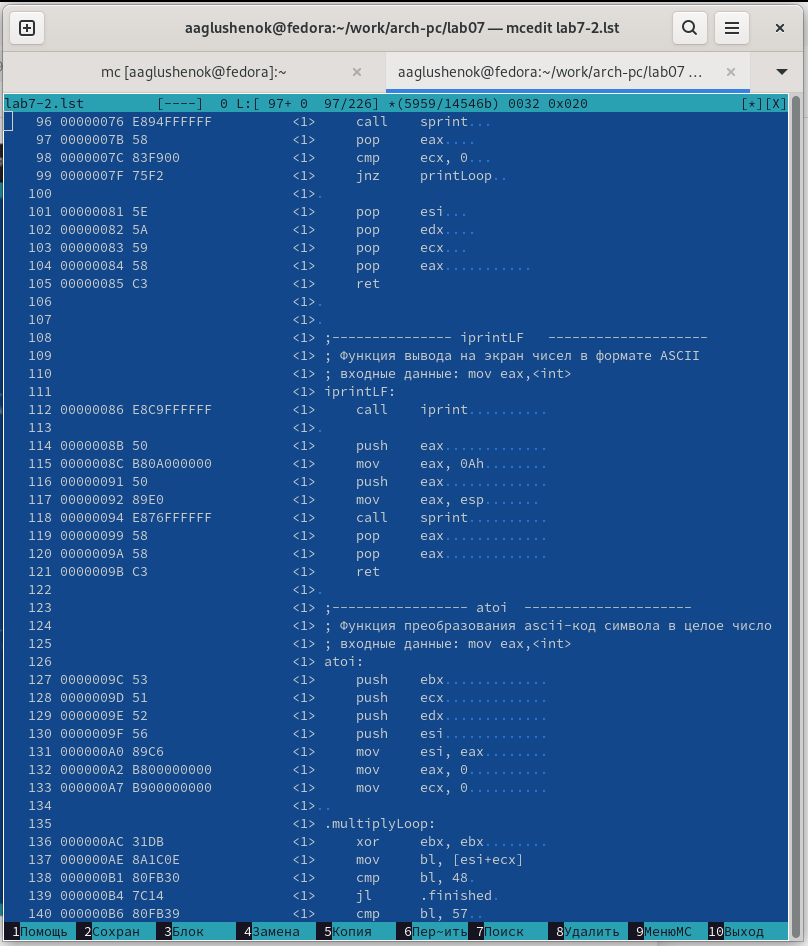 aaglushenok@fedora:~/work/arch-pc/lab07 — mcedit lab7-2.lst
mc [aaglushenok@fedora]:~ × aaglushenok@fedora:~/work/arch-pc/lab07 ... ×
lab7-2.lst [----] 0 L:[ 97+ 0 97/226] *(5959/14546b) 0032 0x020 [*][X]
96 00000076 E894FFFFFF <1> call sprint...
97 0000007B 58 <1> pop eax....
98 0000007C 83F900 <1> cmp ecx, 0...
99 0000007F 75F2 <1> jnz printLoop..
100 <1>.
101 00000081 5E <1> pop esi...
102 00000082 5A <1> pop edx....
103 00000083 59 <1> pop ecx...
104 00000084 58 <1> pop eax...........
105 00000085 C3 <1> ret
106 <1>.
107 <1>.
108 <1> ;--------------- iprintLF --------------------
109 <1> ; Функция вывода на экран чисел в формате ASCII
110 <1> ; входные данные: mov eax,<int>
111 <1> iprintLF:
112 00000086 E8C9FFFFFF <1> call iprint..........
113 <1>.
114 0000008B 50 <1> push eax.............
115 0000008C B80A000000 <1> mov eax, 0Ah........
116 00000091 50 <1> push eax.............
117 00000092 89E0 <1> mov eax, esp.......
118 00000094 E876FFFFFF <1> call sprint..........
119 00000099 58 <1> pop eax.............
120 0000009A 58 <1> pop eax.............
121 0000009B C3 <1> ret
122 <1>.
123 <1> ;----------------- atoi ---------------------
124 <1> ; Функция преобразования ascii-код символа в целое число
125 <1> ; входные данные: mov eax,<int>
126 <1> atoi:
127 0000009C 53 <1> push ebx.............
128 0000009D 51 <1> push ecx.............
129 0000009E 52 <1> push edx.............
130 0000009F 56 <1> push esi.............
131 000000A0 89C6 <1> mov esi, eax........
132 000000A2 B800000000 <1> mov eax, 0..........
133 000000A7 B900000000 <1> mov ecx, 0..........
134 <1>..
135 <1> .multiplyLoop:
136 000000AC 31DB <1> xor ebx, ebx........
137 000000AE 8A1C0E <1> mov bl, [esi+ecx]
138 000000B1 80FB30 <1> cmp bl, 48.
139 000000B4 7C14 <1> jl .finished.
140 000000B6 80FB39 <1> cmp bl, 57..
1Помощь 2Сохран 3Блок 4Замена 5Копия 6Пер~ить 7Поиск 8Удалить 9МенюMC 10Выход